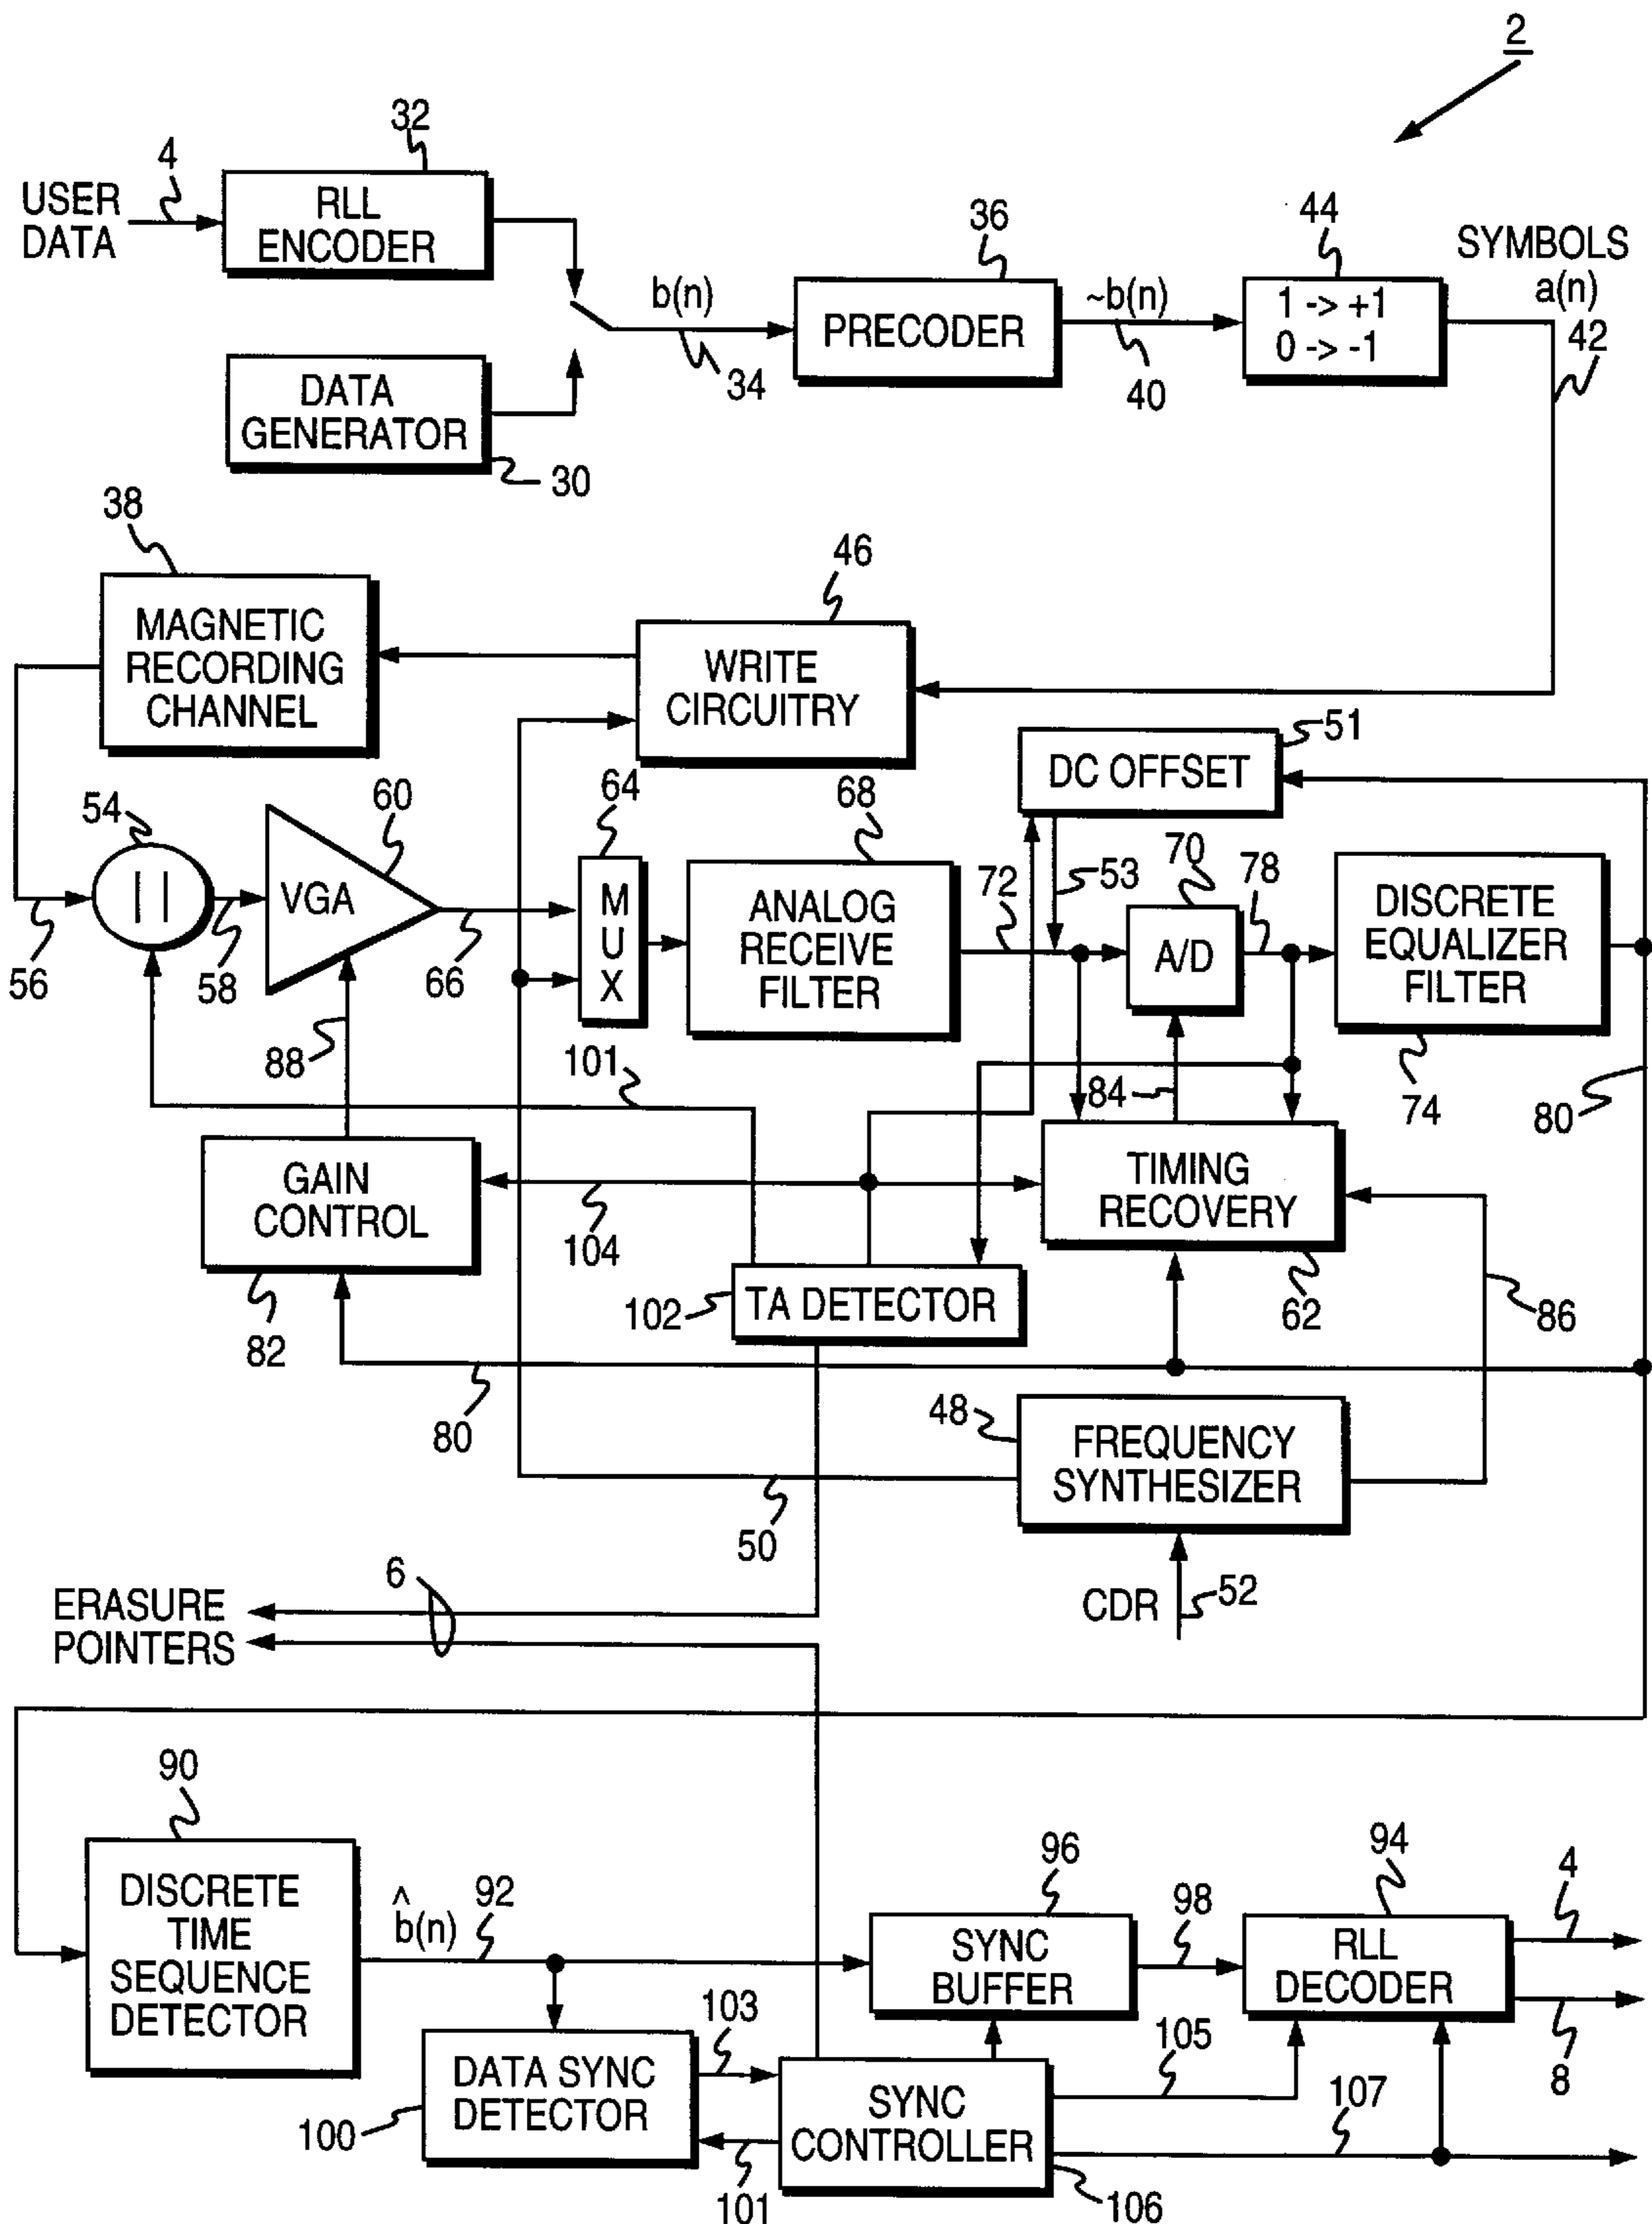 2
32
4
USER
DATA
RLL
ENCODER
36
44
SYMBOLS
a(n)
b(n)
~b(n)
1 -> +1
0 -> -1
PRECODER
34
40
42
DATA
GENERATOR
30
38
46
MAGNETIC
RECORDING
CHANNEL
WRITE
CIRCUITRY
51
DC OFFSET
54
60
64
68
70
78
72
53
VGA
MUX
ANALOG
RECEIVE
FILTER
A/D
DISCRETE
EQUALIZER
FILTER
56
58
66
88
101
84
74
80
GAIN
CONTROL
104
TIMING
RECOVERY
102
TA DETECTOR
62
86
82
80
48
FREQUENCY
SYNTHESIZER
50
6
CDR
52
ERASURE
POINTERS
90
DISCRETE
TIME
SEQUENCE
DETECTOR
^
b(n)
92
96
98
94
4
SYNC
BUFFER
RLL
DECODER
8
103
105
107
DATA SYNC
DETECTOR
100
101
SYNC
CONTROLLER
106